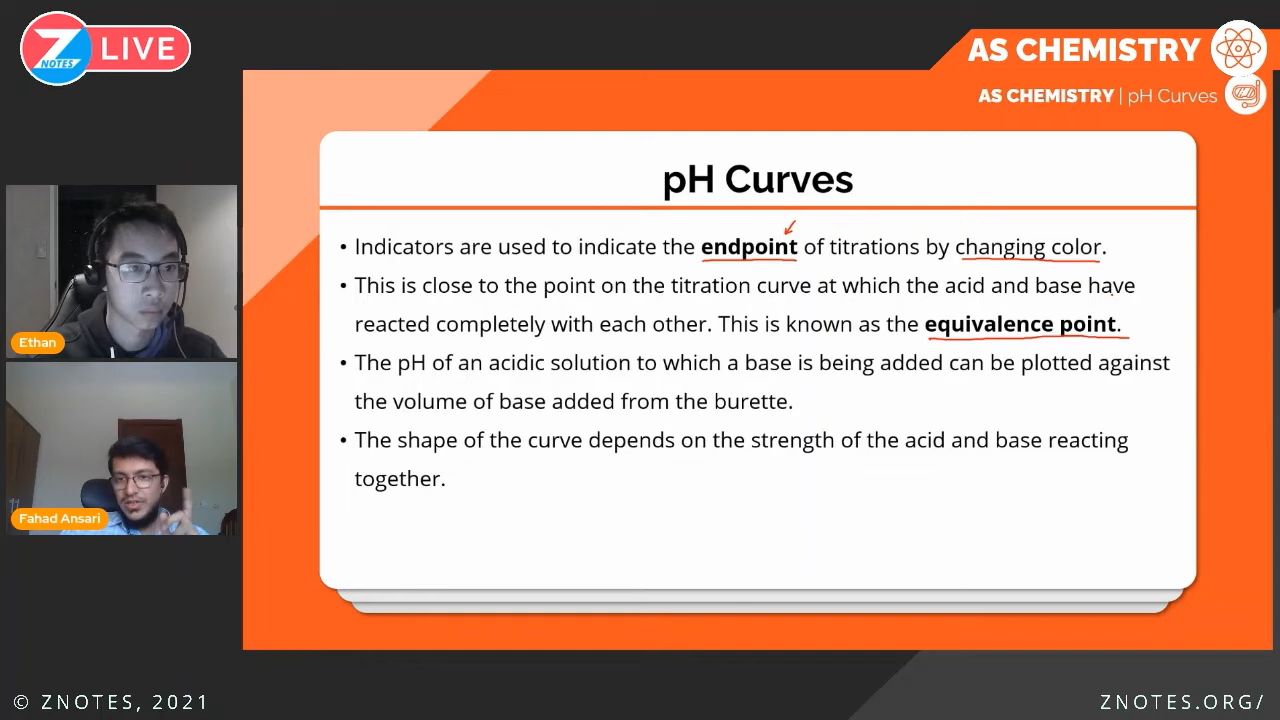 Z
NOTES
LIVE
AS CHEMISTRY
AS CHEMISTRY | pH Curves
pH Curves
• Indicators are used to indicate the endpoint of titrations by changing color.
• This is close to the point on the titration curve at which the acid and base have
reacted completely with each other. This is known as the equivalence point.
• The pH of an acidic solution to which a base is being added can be plotted against
the volume of base added from the burette.
• The shape of the curve depends on the strength of the acid and base reacting
together.
Ethan
Fahad Ansari
© ZNOTES, 2021
ZNOTES.ORG/